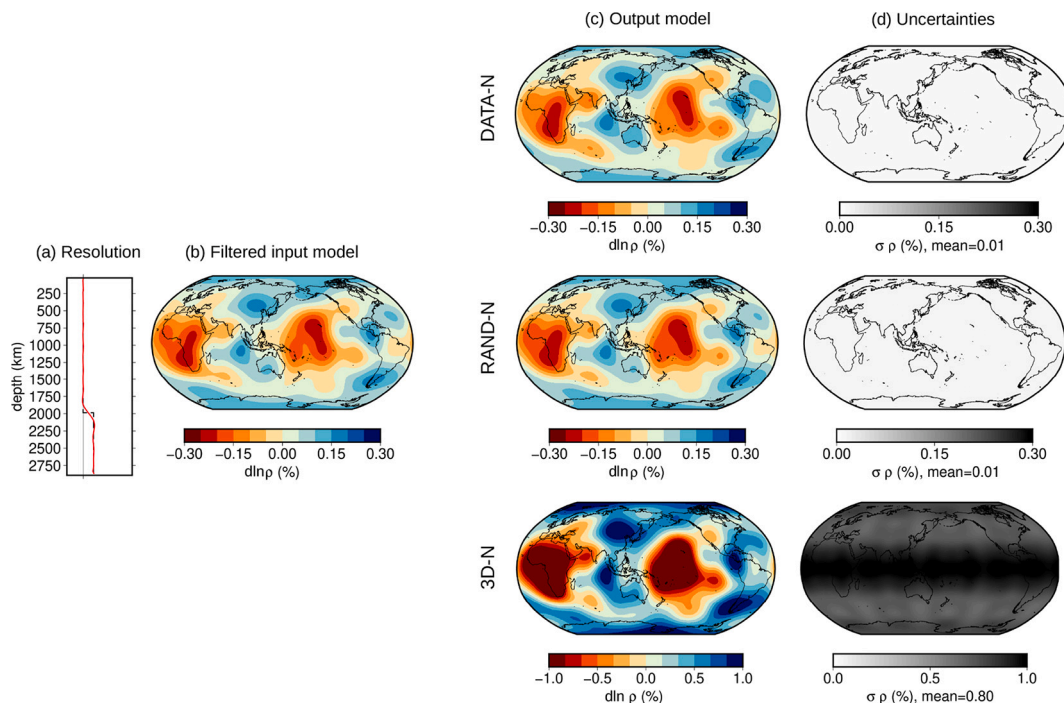 (c) Output model
(d) Uncertainties
DATA-N
−0.30 −0.15 0.00 0.15 0.30
dln ρ (%)
0.00 0.15 0.30
σ ρ (%), mean=0.01
(a) Resolution
(b) Filtered input model
depth (km)
250
500
750
1000
1250
1500
1750
2000
2250
2500
2750
−0.30 −0.15 0.00 0.15 0.30
dln ρ (%)
RAND-N
−0.30 −0.15 0.00 0.15 0.30
dln ρ (%)
0.00 0.15 0.30
σ ρ (%), mean=0.01
3D-N
−1.0 −0.5 0.0 0.5 1.0
dln ρ (%)
0.0 0.5 1.0
σ ρ (%), mean=0.80